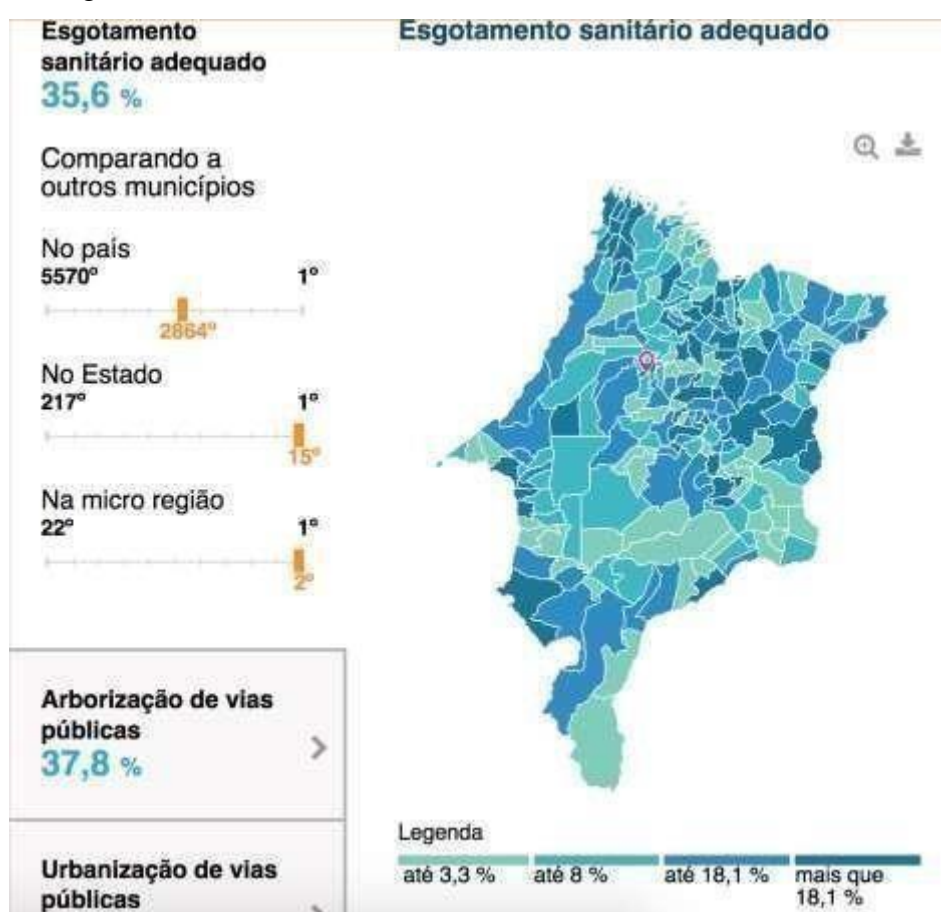 Esgotamento
sanitário adequado
35,6 %
Comparando a
outros municípios
No país
5570º 1º
2864º
No Estado
217º 1º
15º
Na micro região
22º 1º
2º
Arborização de vias
públicas
37,8 %
Urbanização de vias
públicas
Esgotamento sanitário adequado
Legenda
até 3,3 % até 8 % até 18,1 % mais que
18,1 %